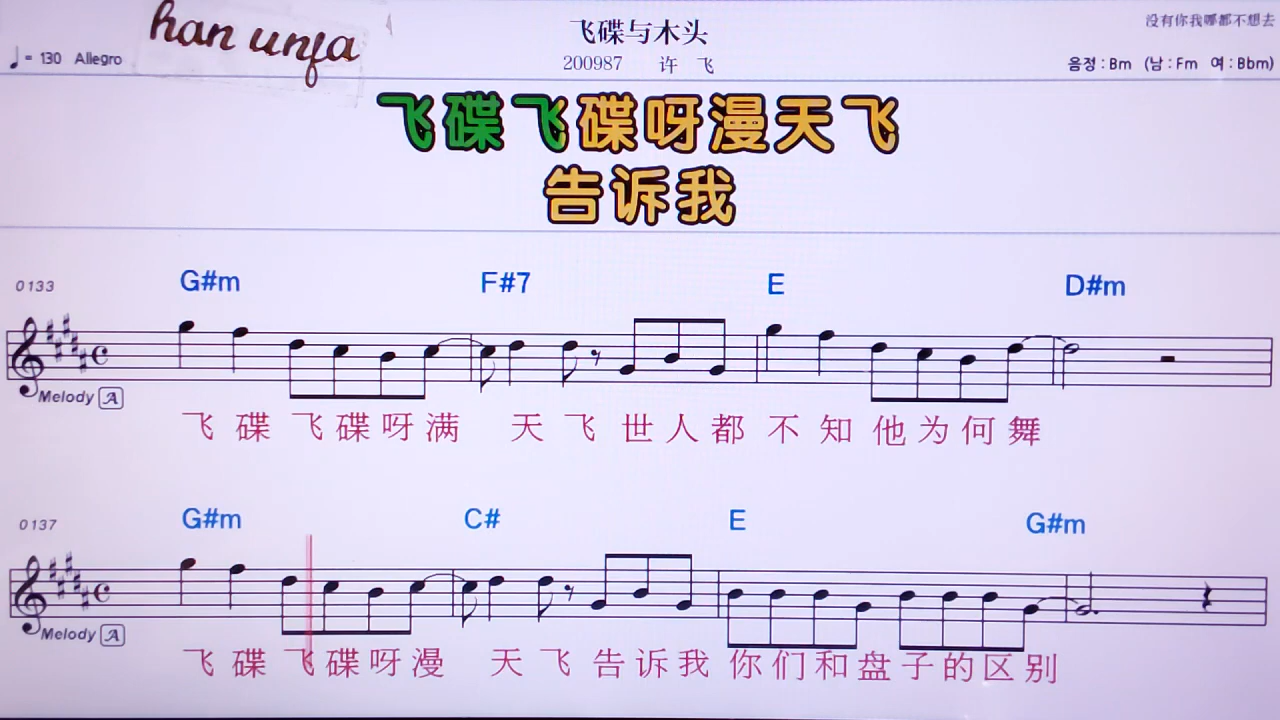 han unja
飞碟与木头
没有你我哪都不想去
♩= 130 Allegro
200987 许 飞
음정 : Bm (남 : Fm 여 : Bbm)
飞碟飞碟呀漫天飞
告诉我
0133 G#m F#7 E D#m
Melody A
飞 碟 飞 碟 呀 满 天 飞 世 人 都 不 知 他 为 何 舞
0137 G#m C# E G#m
Melody A
飞 碟 飞 碟 呀 漫 天 飞 告 诉 我 你 们 和 盘 子 的 区 别